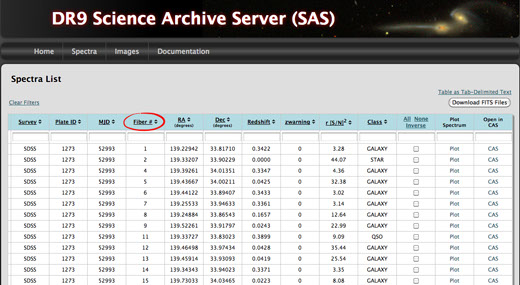 DR9 Science Archive Server (SAS)
Home Spectra Images Documentation
Spectra List
Table as Tab-Delimited Text
Clear Filters Download FITS Files
Survey Plate ID MJD Fiber # RA (degrees) Dec (degrees) Redshift zwarning r [S/N]² Class All None Inverse Plot Spectrum Open in CAS
SDSS 1273 52993 1 139.22942 33.81710 0.3422 0 3.28 GALAXY Plot CAS
SDSS 1273 52993 2 139.33207 33.90229 0.0000 0 44.07 STAR Plot CAS
SDSS 1273 52993 4 139.39261 34.01351 0.3347 0 4.36 GALAXY Plot CAS
SDSS 1273 52993 5 139.43667 34.00211 0.0425 0 32.38 GALAXY Plot CAS
SDSS 1273 52993 6 139.44122 33.89407 0.3433 0 3.02 GALAXY Plot CAS
SDSS 1273 52993 7 139.25533 33.94633 0.3361 0 3.14 GALAXY Plot CAS
SDSS 1273 52993 8 139.24884 33.86543 0.1657 0 12.64 GALAXY Plot CAS
SDSS 1273 52993 9 139.52261 33.91797 0.0243 0 22.99 GALAXY Plot CAS
SDSS 1273 52993 11 139.33727 33.83023 0.3899 0 9.09 QSO Plot CAS
SDSS 1273 52993 12 139.46498 33.97434 0.0428 0 35.44 GALAXY Plot CAS
SDSS 1273 52993 13 139.45914 33.93093 0.0419 0 25.54 GALAXY Plot CAS
SDSS 1273 52993 14 139.34343 33.94023 0.3371 0 3.35 GALAXY Plot CAS
SDSS 1273 52993 15 139.73033 34.03465 0.0223 0 8.08 GALAXY Plot CAS